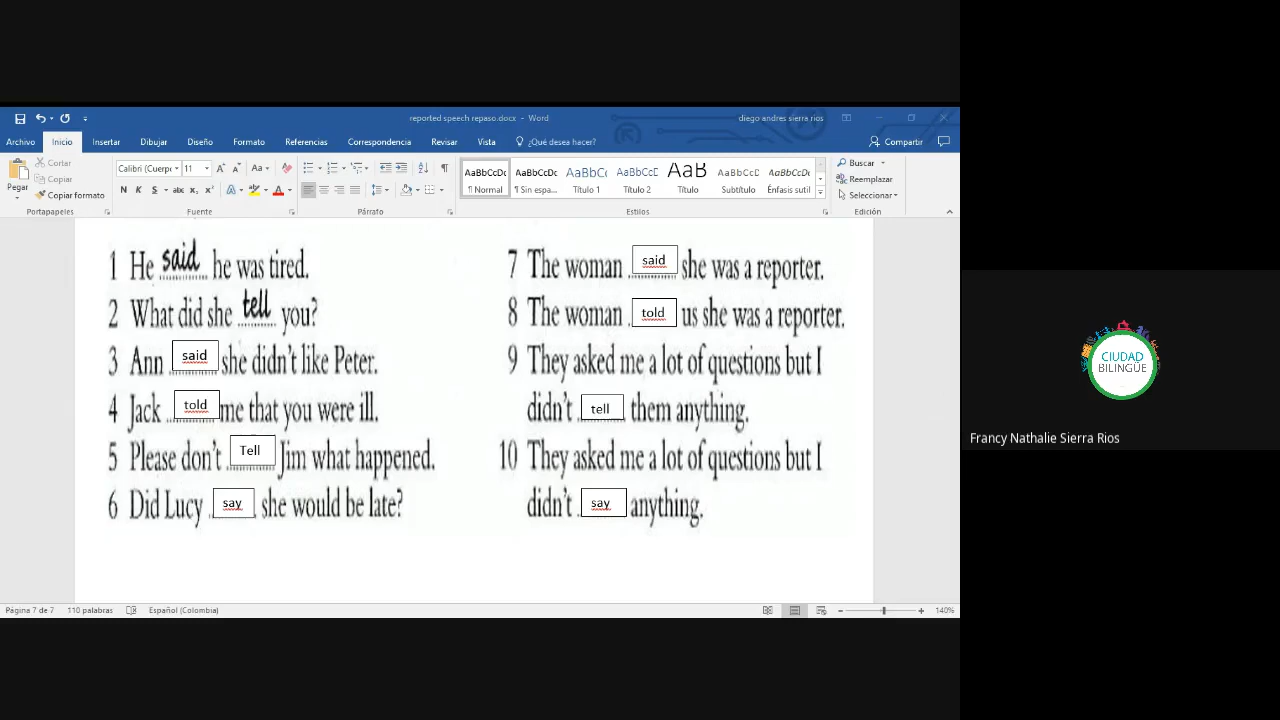 reported speech repaso.docx - Word
diego andres sierra rios
Archivo Inicio Insertar Dibujar Diseño Formato Referencias Correspondencia Revisar Vista ¿Qué desea hacer? Compartir
Pegar
Cortar
Copiar
Copiar formato
Portapapeles
Calibri (Cuerp 11
N K S abc x₂ x²
Fuente
Párrafo
AaBbCcDc AaBbCcDc AaBbC AaBbCcC AaB AaBbCcC AaBbCcDc
¶ Normal ¶ Sin espa... Título 1 Título 2 Título Subtítulo Énfasis sutil
Estilos
Buscar
Reemplazar
Seleccionar
Edición
1 He said he was tired.
2 What did she tell you?
3 Ann said she didn't like Peter.
4 Jack told me that you were ill.
5 Please don't Tell Jim what happened.
6 Did Lucy say she would be late?
7 The woman said she was a reporter.
8 The woman told us she was a reporter.
9 They asked me a lot of questions but I
didn't tell them anything.
10 They asked me a lot of questions but I
didn't say anything.
Página 7 de 7 110 palabras Español (Colombia) 140%
CIUDAD
BILINGÜE
Francy Nathalie Sierra Rios